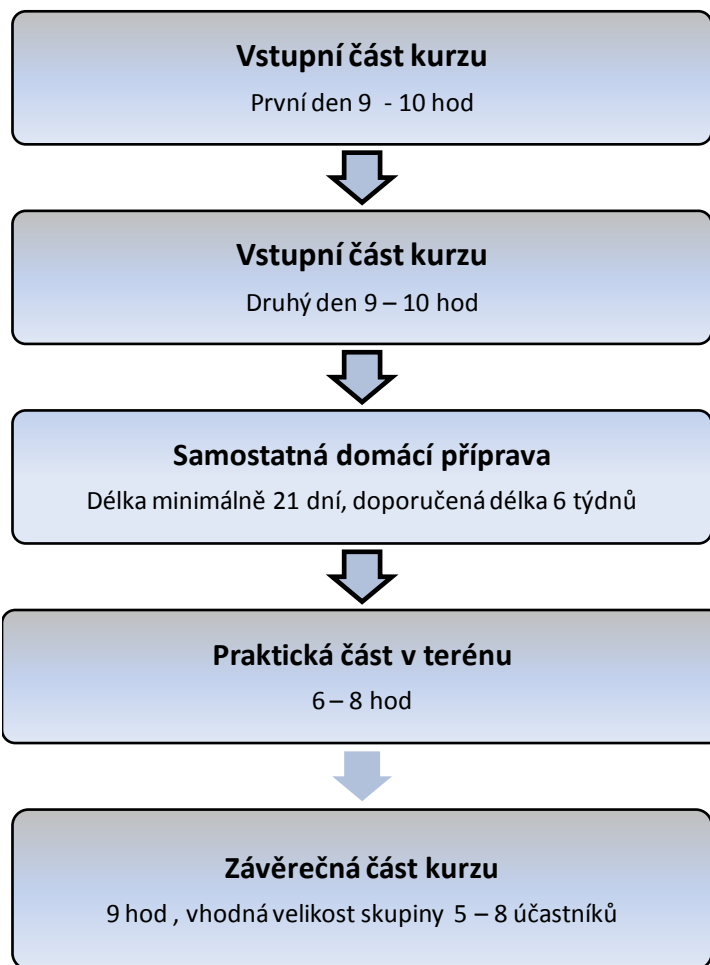 Vstupní část kurzu
První den 9 - 10 hod
Vstupní část kurzu
Druhý den 9 – 10 hod
Samostatná domácí příprava
Délka minimálně 21 dní, doporučená délka 6 týdnů
Praktická část v terénu
6 – 8 hod
Závěrečná část kurzu
9 hod , vhodná velikost skupiny 5 – 8 účastníků